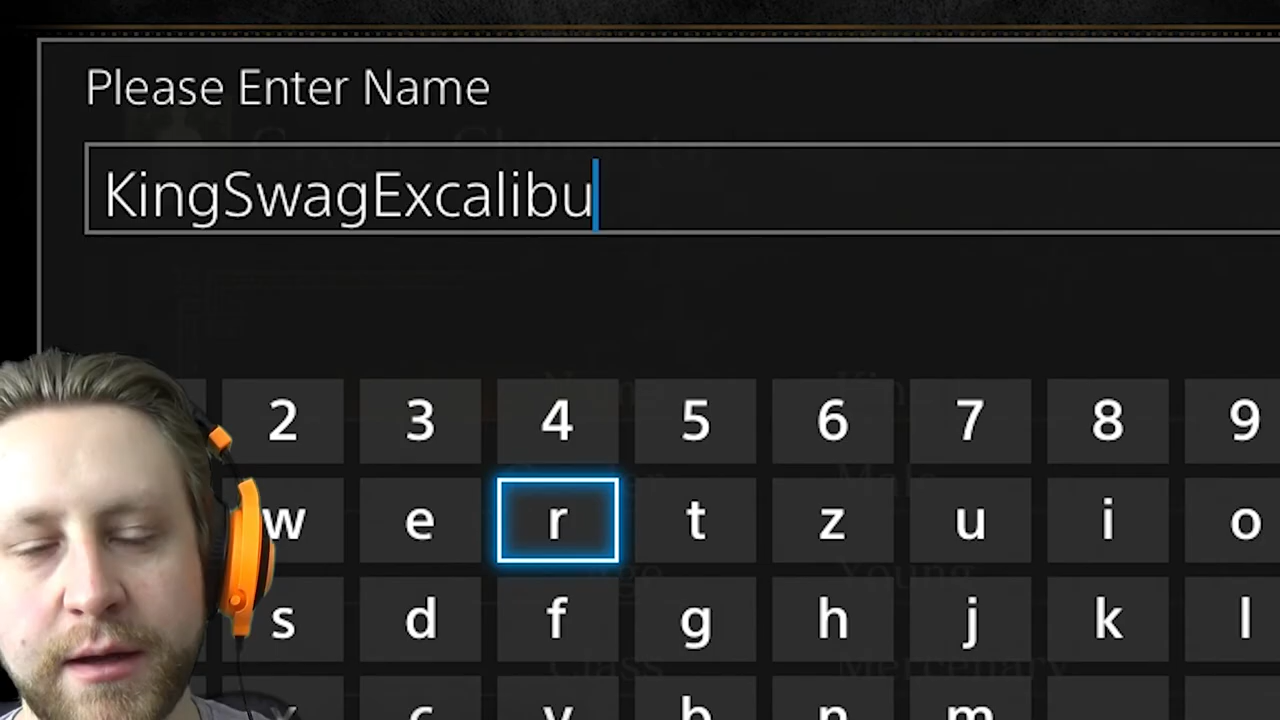 Please Enter Name
KingSwagExcalibu
2 3 4 5 6 7 8 9
w e r t z u i o
s d f g h j k l
c v b n m